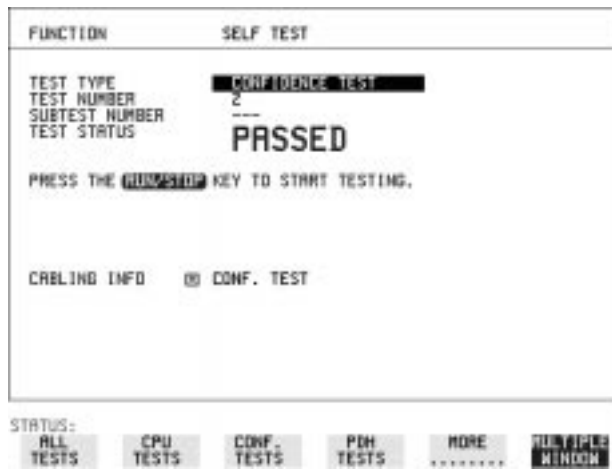 FUNCTION SELF TEST
TEST TYPE CONFIDENCE TEST
TEST NUMBER 2
SUBTEST NUMBER ---
TEST STATUS PASSED
PRESS THE RUN/STOP KEY TO START TESTING.
CABLING INFO CONF. TEST
STATUS:
ALL TESTS CPU TESTS CONF. TESTS PDH TESTS MORE ........ MULTIPLE WINDOW